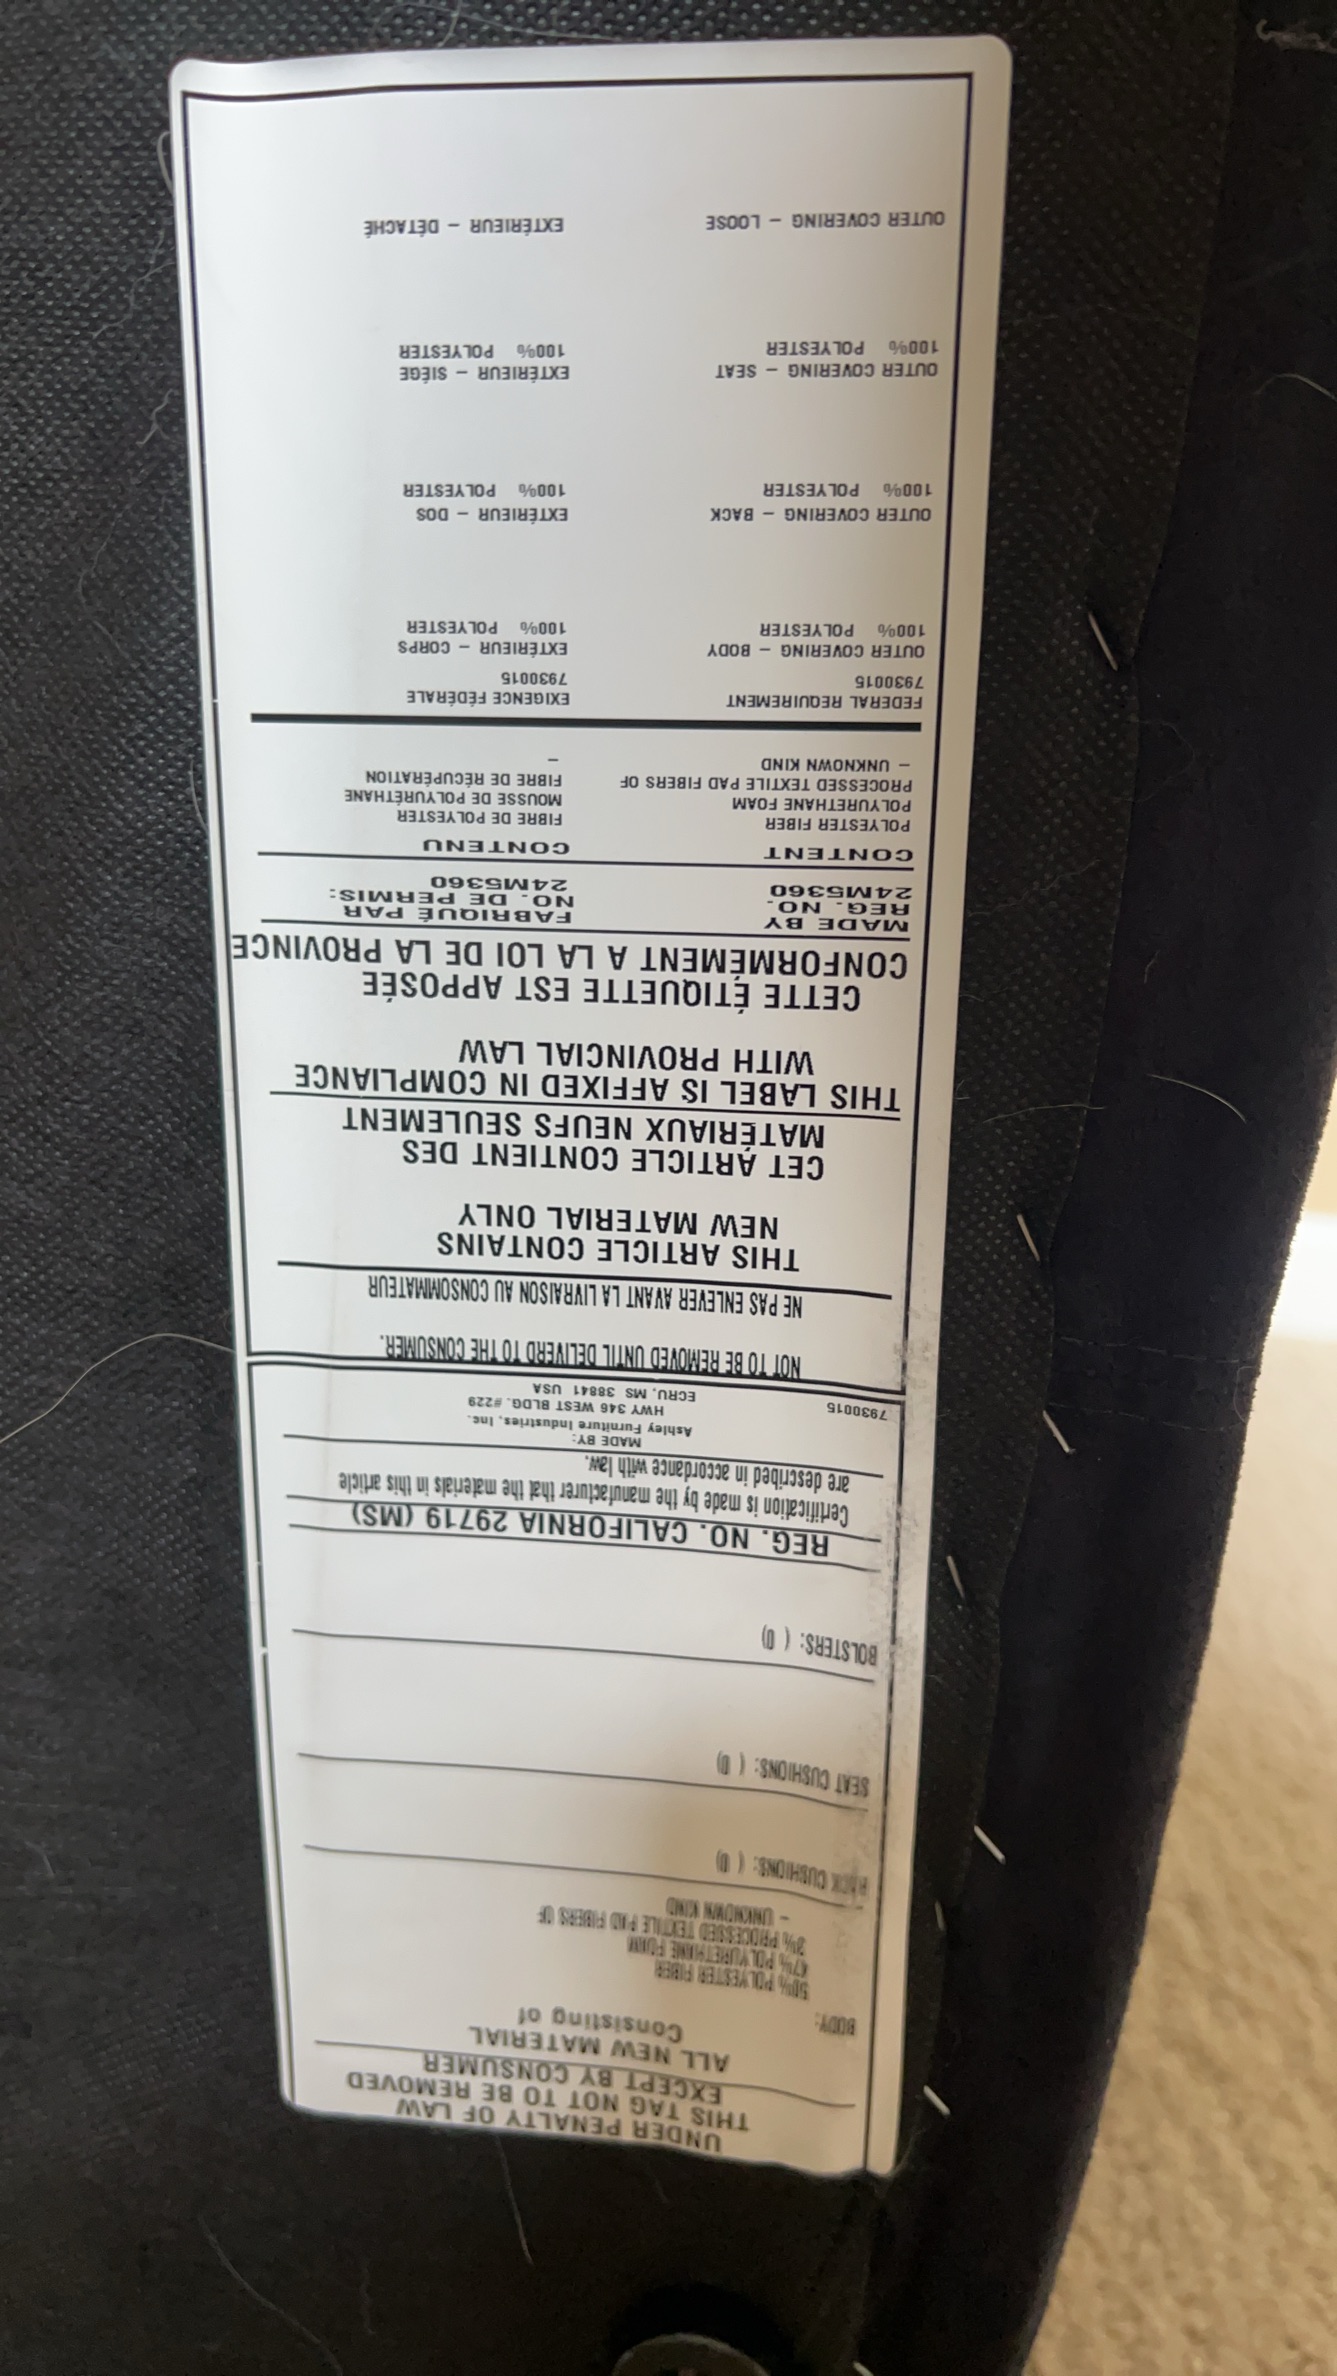 UNDER PENALTY OF LAW
THIS TAG NOT TO BE REMOVED
EXCEPT BY CONSUMER
ALL NEW MATERIAL
Consisting of
BODY:
50% POLYESTER FIBER
47% POLYURETHANE FOAM
3% PROCESSED TEXTILE PAD FIBERS OF
- UNKNOWN KIND
BACK CUSHIONS: ( 0)
SEAT CUSHIONS: ( 0)
BOLSTERS: ( 0)
REG. NO. CALIFORNIA 29719 (MS)
Certification is made by the manufacturer that the materials in this article
are described in accordance with law.
MADE BY:
Ashley Furniture Industries, Inc.
7930015 HWY 346 WEST BLDG. #229
ECRU, MS 38841 USA
NOT TO BE REMOVED UNTIL DELIVERD TO THE CONSUMER.
NE PAS ENLEVER AVANT LA LIVRAISON AU CONSOMMATEUR
THIS ARTICLE CONTAINS
NEW MATERIAL ONLY
CET ARTICLE CONTIENT DES
MATÉRIAUX NEUFS SEULEMENT
THIS LABEL IS AFFIXED IN COMPLIANCE
WITH PROVINCIAL LAW
CETTE ÉTIQUETTE EST APPOSÉE
CONFORMÉMENT A LA LOI DE LA PROVINCE
MADE BY FABRIQUÉ PAR
REG. NO. NO. DE PERMIS:
24M5360 24M5360
CONTENT CONTENU
POLYESTER FIBER FIBRE DE POLYESTER
POLYURETHANE FOAM MOUSSE DE POLYURÉTHANE
PROCESSED TEXTILE PAD FIBERS OF FIBRE DE RÉCUPÉRATION
- UNKNOWN KIND -
FEDERAL REQUIREMENT EXIGENCE FÉDÉRALE
7930015 7930015
OUTER COVERING - BODY EXTÉRIEUR - CORPS
100% POLYESTER 100% POLYESTER
OUTER COVERING - BACK EXTÉRIEUR - DOS
100% POLYESTER 100% POLYESTER
OUTER COVERING - SEAT EXTÉRIEUR - SIÉGE
100% POLYESTER 100% POLYESTER
OUTER COVERING - LOOSE EXTÉRIEUR - DÉTACHÉ